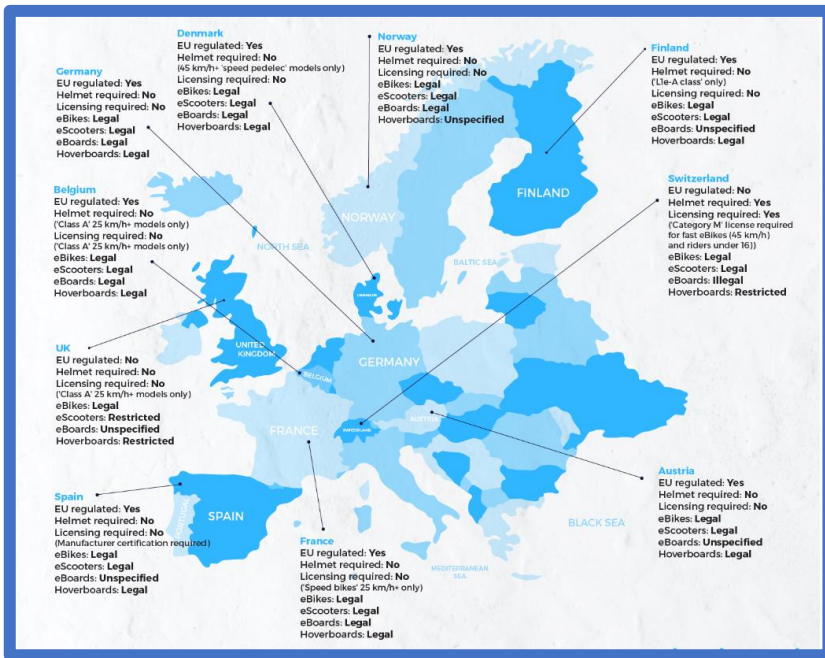 Denmark
EU regulated: Yes
Helmet required: No
(45 km/h+ 'speed pedelec' models only)
Licensing required: No
eBikes: Legal
eScooters: Legal
eBoards: Legal
Hoverboards: Legal
Norway
EU regulated: Yes
Helmet required: No
Licensing required: No
eBikes: Legal
eScooters: Legal
eBoards: Legal
Hoverboards: Unspecified
Finland
EU regulated: Yes
Helmet required: No
('L1e-A class' only)
Licensing required: No
eBikes: Legal
eScooters: Legal
eBoards: Unspecified
Hoverboards: Legal
Germany
EU regulated: Yes
Helmet required: No
Licensing required: No
eBikes: Legal
eScooters: Legal
eBoards: Legal
Hoverboards: Legal
Switzerland
EU regulated: No
Helmet required: Yes
Licensing required: Yes
('Category M' license required
for fast eBikes (45 km/h)
and riders under 16))
eBikes: Legal
eScooters: Legal
eBoards: Illegal
Hoverboards: Restricted
Belgium
EU regulated: Yes
Helmet required: No
('Class A' 25 km/h+ models only)
Licensing required: No
('Class A' 25 km/h+ models only)
eBikes: Legal
eScooters: Legal
eBoards: Legal
Hoverboards: Legal
FINLAND
NORWAY
NORTH SEA
BALTIC SEA
DENMARK
UNITED
KINGDOM
GERMANY
BELGIUM
FRANCE
SWITZERLAND
AUSTRIA
UK
EU regulated: No
Helmet required: No
Licensing required: No
('Class A' 25 km/h+ models only)
eBikes: Legal
eScooters: Restricted
eBoards: Unspecified
Hoverboards: Restricted
Austria
EU regulated: Yes
Helmet required: No
Licensing required: No
eBikes: Legal
eBoards: Unspecified
Hoverboards: Legal
Spain
EU regulated: Yes
Helmet required: No
Licensing required: No
(Manufacturer certification required)
eBikes: Legal
eScooters: Legal
eBoards: Unspecified
Hoverboards: Legal
PORTUGAL
SPAIN
BLACK SEA
MEDITERRANEAN
SEA
France
EU regulated: Yes
Helmet required: No
Licensing required: No
('Speed bikes' 25 km/h+ only)
eBikes: Legal
eScooters: Legal
eBoards: Legal
Hoverboards: Legal